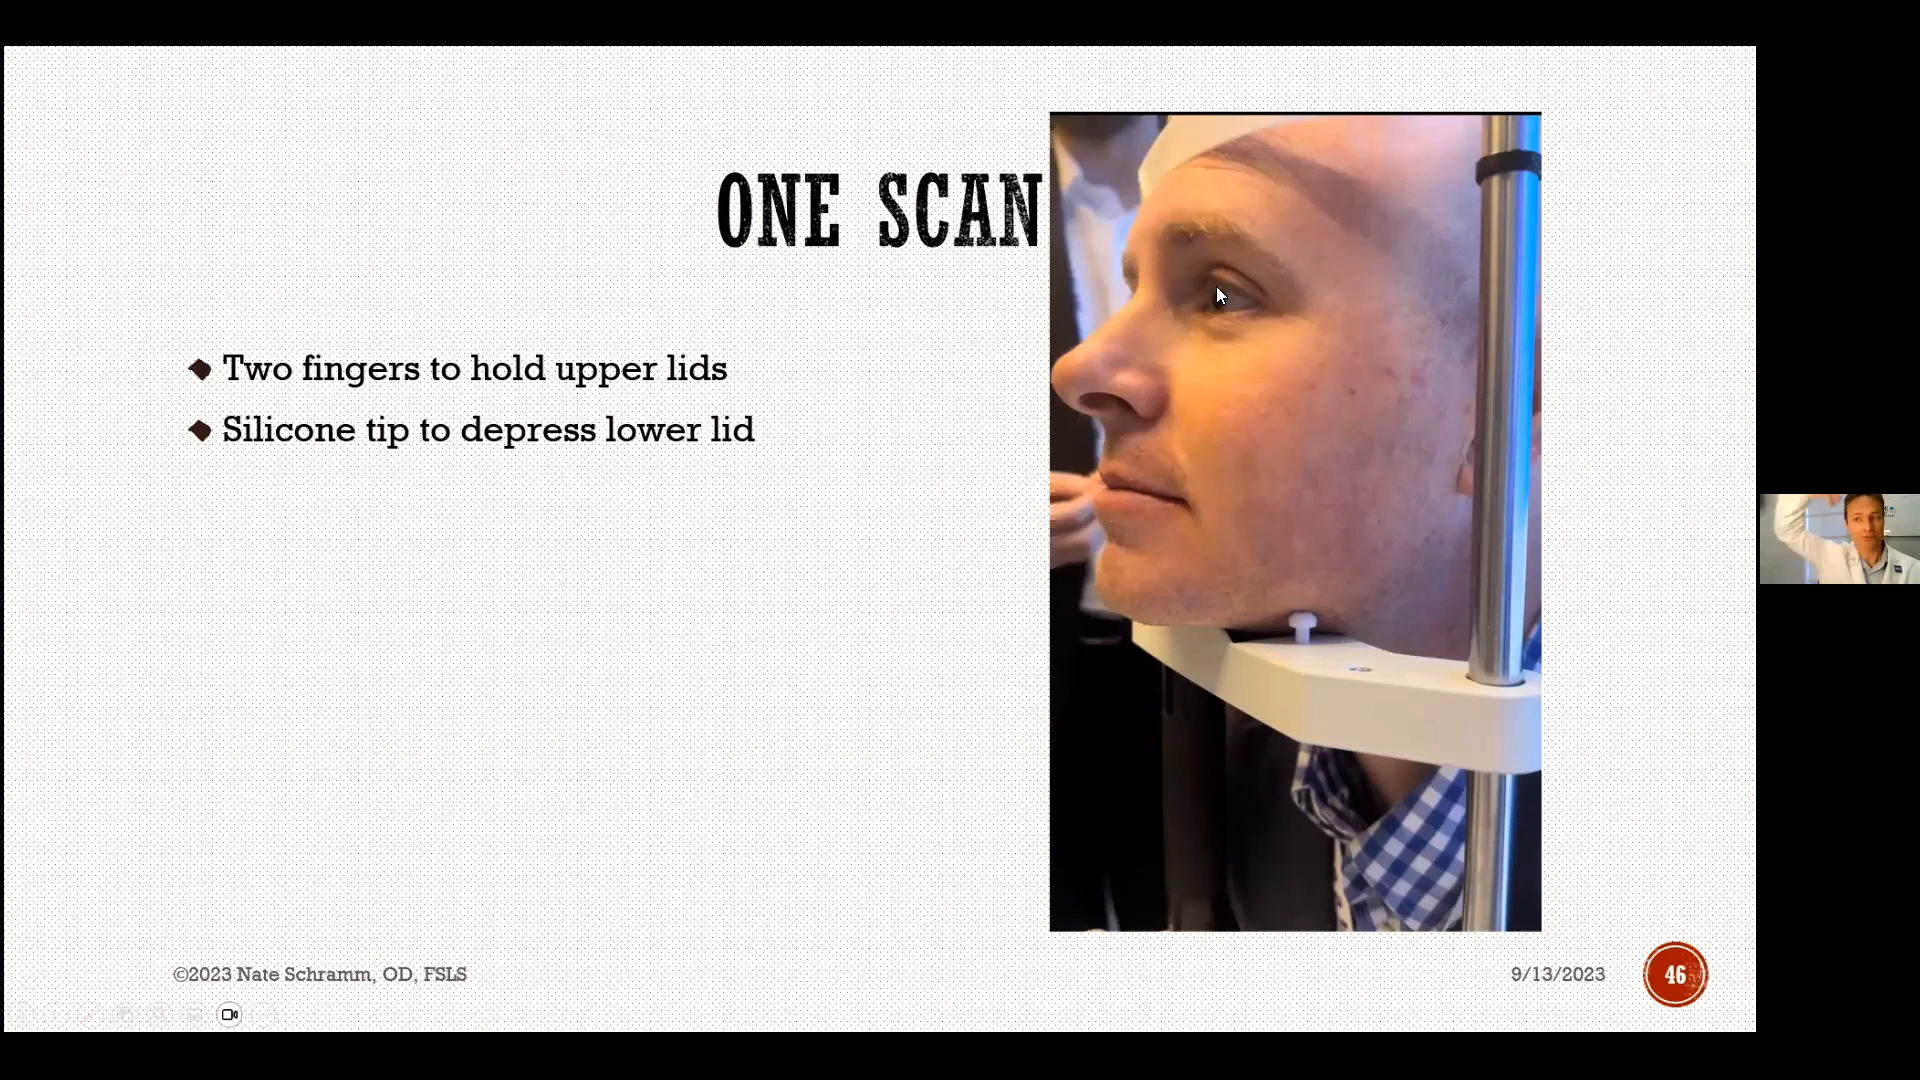 ONE SCAN
Two fingers to hold upper lids
Silicone tip to depress lower lid
©2023 Nate Schramm, OD, FSLS
9/13/2023
46